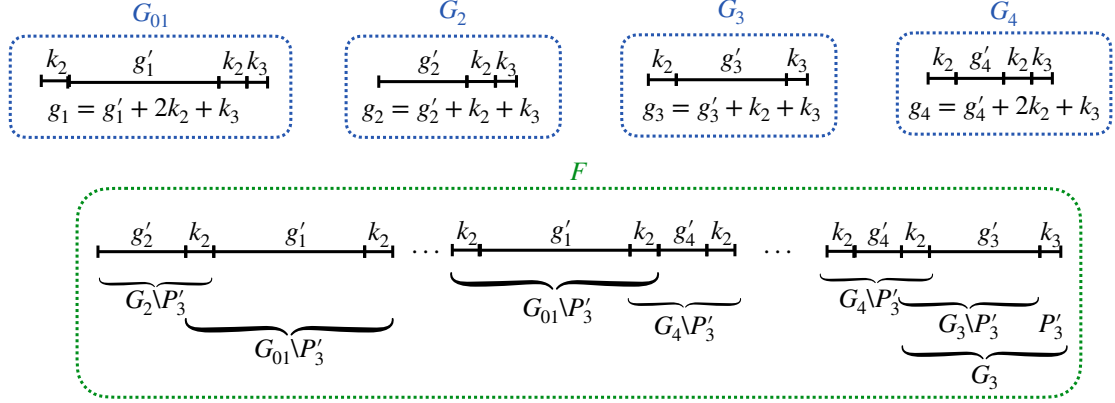 G₀₁ G₂ G₃ G₄
k₂ g′₁ k₂ k₃ g′₂ k₂ k₃ k₂ g′₃ k₃ k₂ g′₄ k₂ k₃
g₁ = g′₁ + 2k₂ + k₃ g₂ = g′₂ + k₂ + k₃ g₃ = g′₃ + k₂ + k₃ g₄ = g′₄ + 2k₂ + k₃
F
g′₂ k₂ g′₁ k₂ ⋯ k₂ g′₁ k₂ g′₄ k₂ ⋯ k₂ g′₄ k₂ g′₃ k₃
G₂\P′₃ G₀₁\P′₃ G₄\P′₃ G₄\P′₃ G₃\P′₃ P′₃
G₀₁\P′₃ G₃